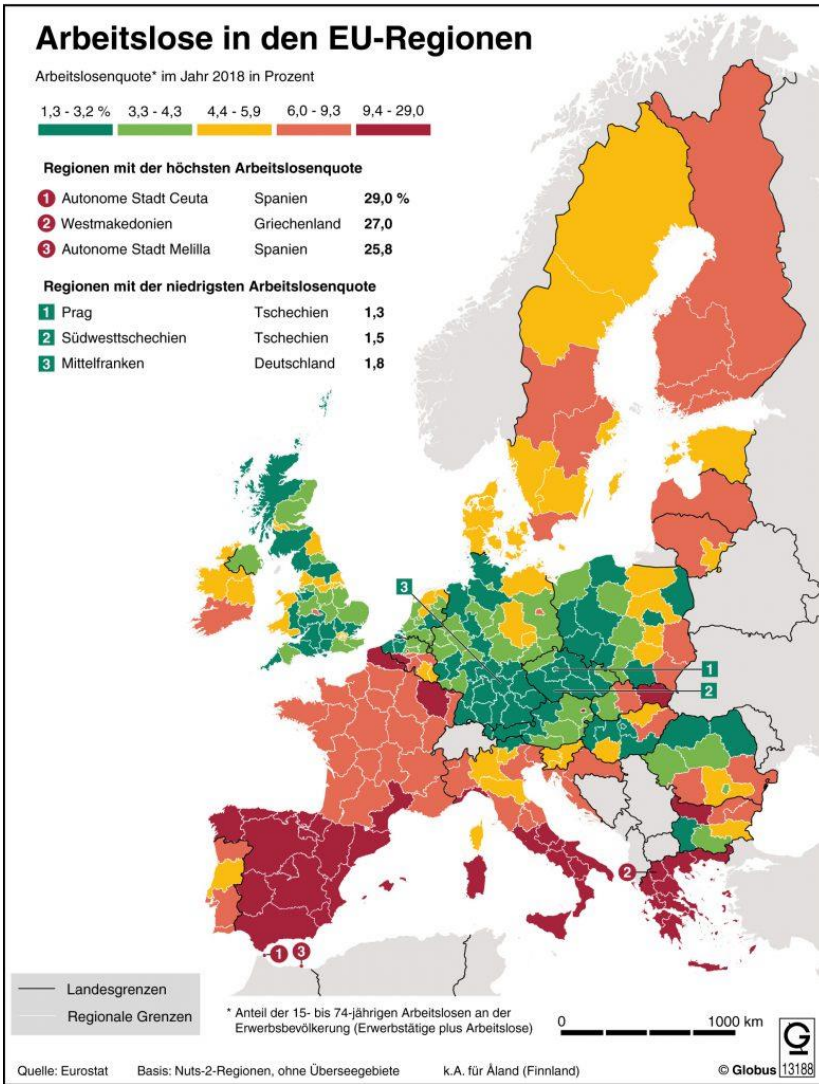 Arbeitslose in den EU-Regionen
Arbeitslosenquote* im Jahr 2018 in Prozent
1,3 - 3,2 % 3,3 - 4,3 4,4 - 5,9 6,0 - 9,3 9,4 - 29,0
Regionen mit der höchsten Arbeitslosenquote
1 Autonome Stadt Ceuta Spanien 29,0 %
2 Westmakedonien Griechenland 27,0
3 Autonome Stadt Melilla Spanien 25,8
Regionen mit der niedrigsten Arbeitslosenquote
1 Prag Tschechien 1,3
2 Südwesttschechien Tschechien 1,5
3 Mittelfranken Deutschland 1,8
3
1
2
2
1 3
Landesgrenzen
Regionale Grenzen
* Anteil der 15- bis 74-jährigen Arbeitslosen an der
Erwerbsbevölkerung (Erwerbstätige plus Arbeitslose)
0 1000 km
Quelle: Eurostat Basis: Nuts-2-Regionen, ohne Überseegebiete k.A. für Åland (Finnland) © Globus
G
13188